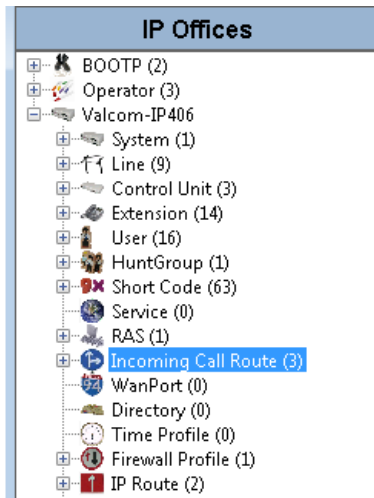 IP Offices
BOOTP (2)
Operator (3)
Valcom-IP406
System (1)
Line (9)
Control Unit (3)
Extension (14)
User (16)
HuntGroup (1)
Short Code (63)
Service (0)
RAS (1)
Incoming Call Route (3)
WanPort (0)
Directory (0)
Time Profile (0)
Firewall Profile (1)
IP Route (2)